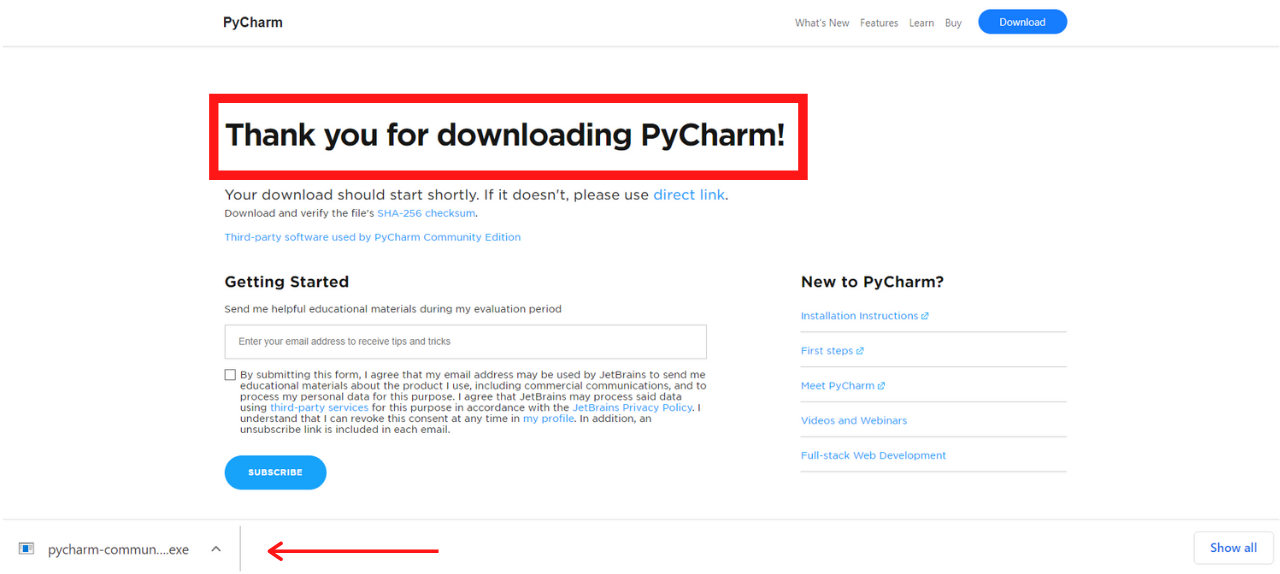 PyCharm
What's New Features Learn Buy Download
Thank you for downloading PyCharm!
Your download should start shortly. If it doesn't, please use direct link.
Download and verify the file's SHA-256 checksum.
Third-party software used by PyCharm Community Edition
Getting Started
Send me helpful educational materials during my evaluation period
Enter your email address to receive tips and tricks
By submitting this form, I agree that my email address may be used by JetBrains to send me
educational materials about the product I use, including commercial communications, and to
process my personal data for this purpose. I agree that JetBrains may process said data
using third-party services for this purpose in accordance with the JetBrains Privacy Policy. I
understand that I can revoke this consent at any time in my profile. In addition, an
unsubscribe link is included in each email.
SUBSCRIBE
New to PyCharm?
Installation Instructions
First steps
Meet PyCharm
Videos and Webinars
Full-stack Web Development
pycharm-commun....exe
Show all